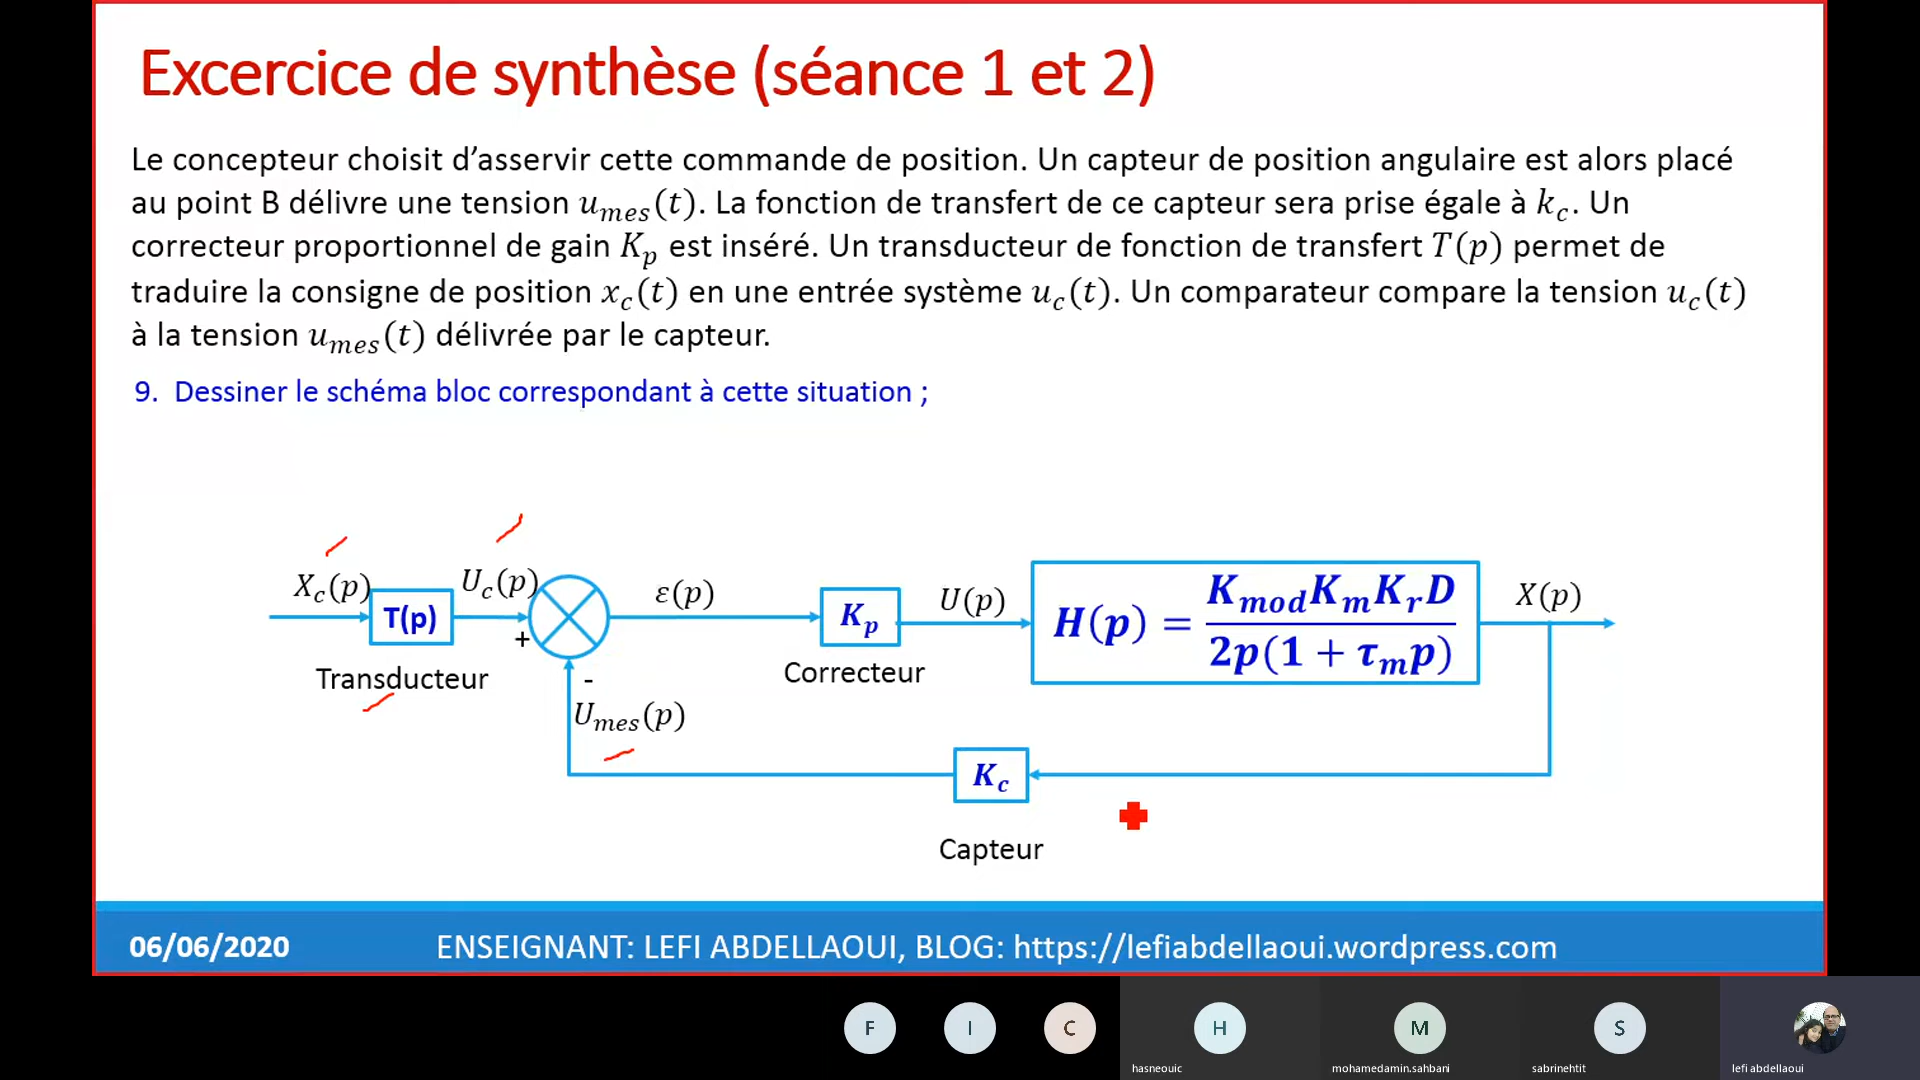 Excercice de synthèse (séance 1 et 2)
Le concepteur choisit d’asservir cette commande de position. Un capteur de position angulaire est alors placé
au point B délivre une tension u_mes(t). La fonction de transfert de ce capteur sera prise égale à k_c. Un
correcteur proportionnel de gain K_p est inséré. Un transducteur de fonction de transfert T(p) permet de
traduire la consigne de position x_c(t) en une entrée système u_c(t). Un comparateur compare la tension u_c(t)
à la tension u_mes(t) délivrée par le capteur.
9. Dessiner le schéma bloc correspondant à cette situation ;
X_c(p)
T(p)
U_c(p)
+
-
ε(p)
K_p
U(p)
H(p) = K_mod K_m K_r D / 2p(1 + τ_m p)
X(p)
Transducteur
Correcteur
U_mes(p)
K_c
Capteur
06/06/2020
ENSEIGNANT: LEFI ABDELLAOUI, BLOG: https://lefiabdellaoui.wordpress.com
F
I
C
H
M
S
hasneouic
mohamedamin.sahbani
sabrinehtit
lefi abdellaoui